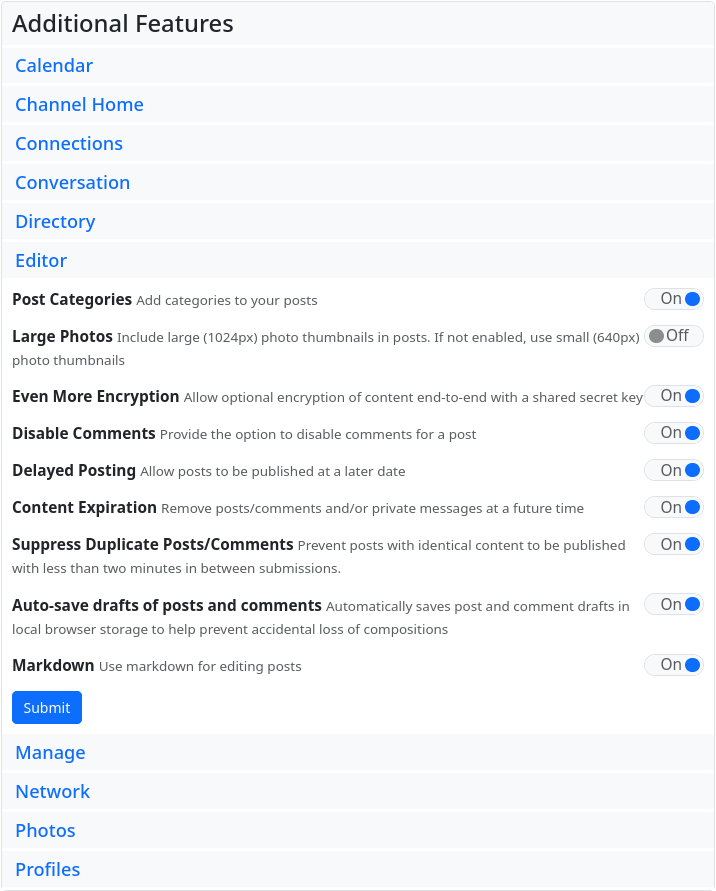 Additional Features
Calendar
Channel Home
Connections
Conversation
Directory
Editor
Post Categories Add categories to your posts On
Large Photos Include large (1024px) photo thumbnails in posts. If not enabled, use small (640px) Off
photo thumbnails
Even More Encryption Allow optional encryption of content end-to-end with a shared secret key On
Disable Comments Provide the option to disable comments for a post On
Delayed Posting Allow posts to be published at a later date On
Content Expiration Remove posts/comments and/or private messages at a future time On
Suppress Duplicate Posts/Comments Prevent posts with identical content to be published On
with less than two minutes in between submissions.
Auto-save drafts of posts and comments Automatically saves post and comment drafts in On
local browser storage to help prevent accidental loss of compositions
Markdown Use markdown for editing posts On
Submit
Manage
Network
Photos
Profiles